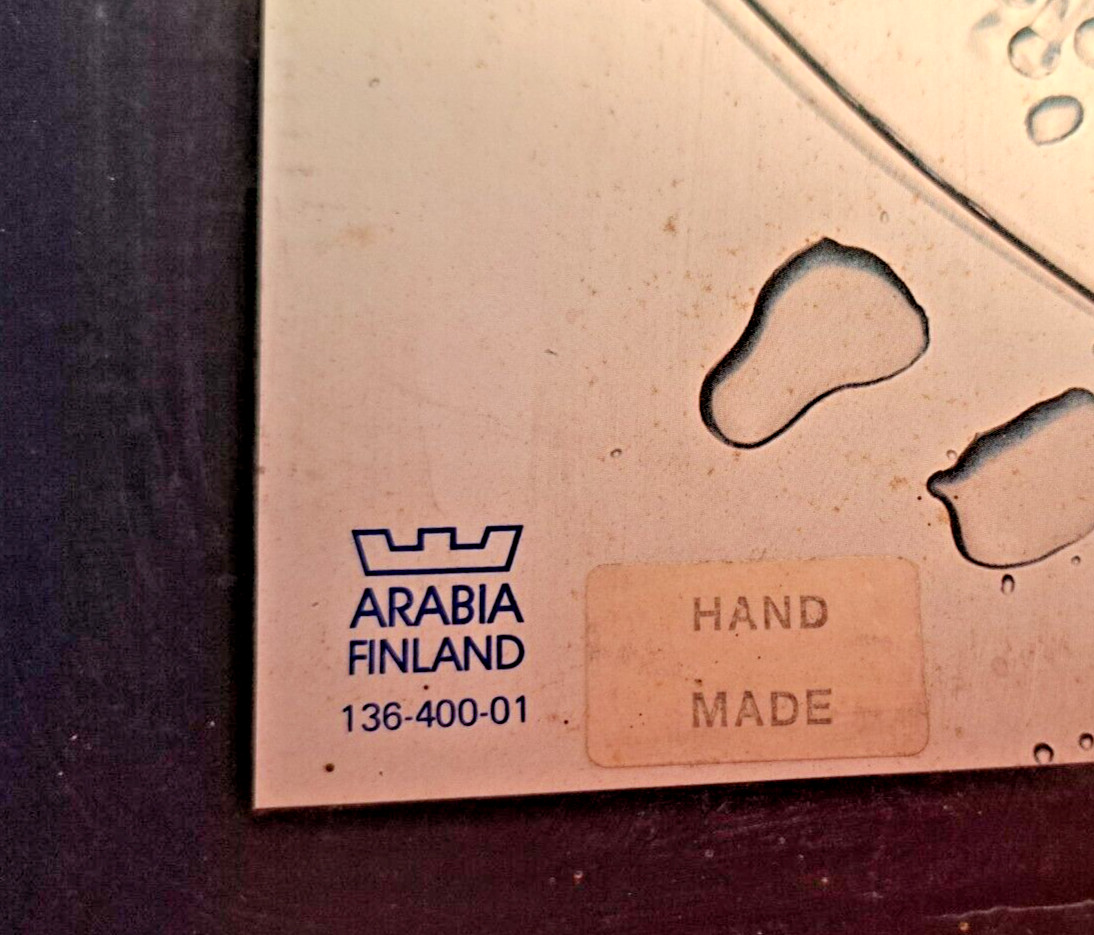 ARABIA
FINLAND
136-400-01
HAND
MADE